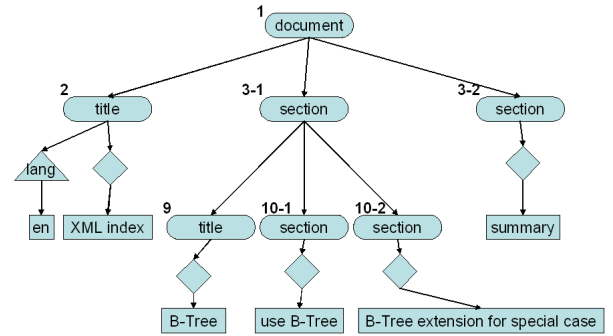 1
document
2
title
3-1
section
3-2
section
lang
en
XML index
summary
9
title
10-1
section
10-2
section
B-Tree
use B-Tree
B-Tree extension for special case